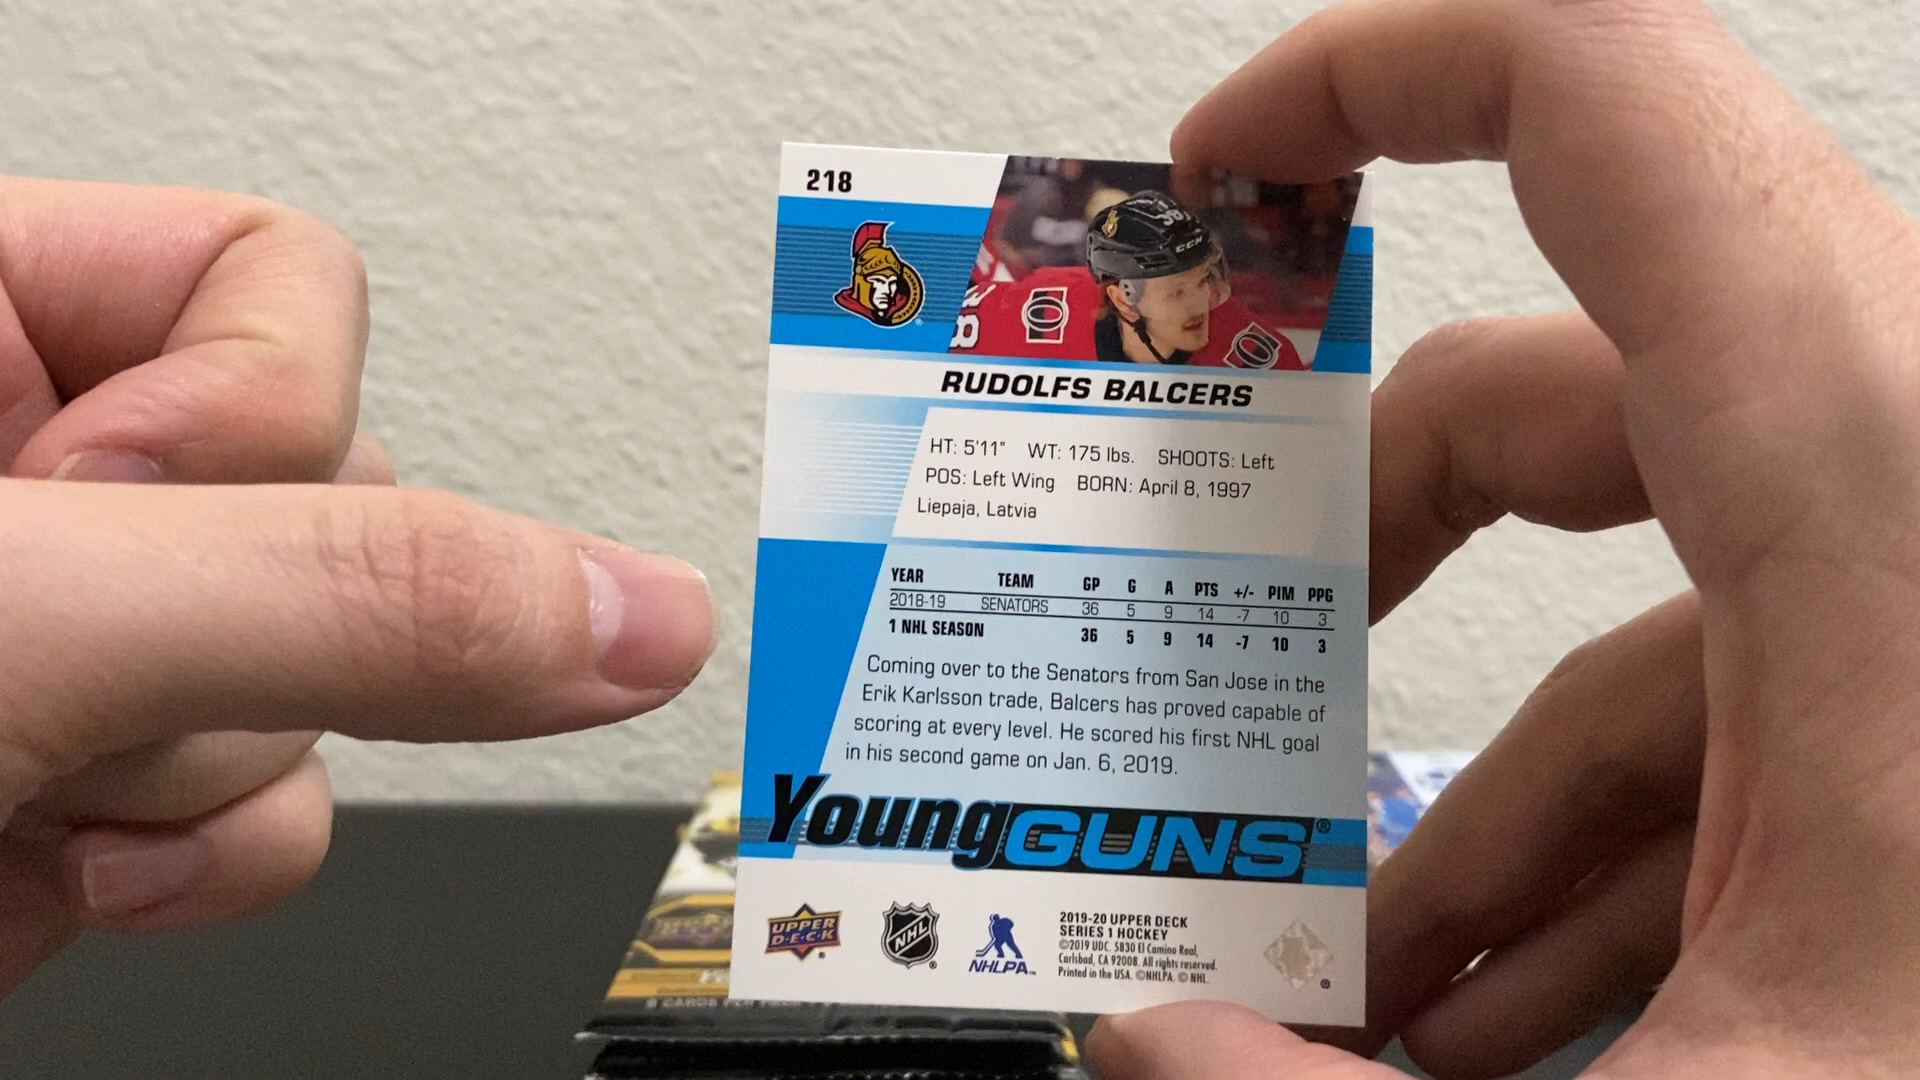 218
38
CCM
38
RUDOLFS BALCERS
HT: 5'11" WT: 175 lbs. SHOOTS: Left
POS: Left Wing BORN: April 8, 1997
Liepaja, Latvia
YEAR TEAM GP G A PTS +/- PIM PPG
2018-19 SENATORS 36 5 9 14 -7 10 3
1 NHL SEASON 36 5 9 14 -7 10 3
Coming over to the Senators from San Jose in the
Erik Karlsson trade, Balcers has proved capable of
scoring at every level. He scored his first NHL goal
in his second game on Jan. 6, 2019.
Young GUNS®
UPPER DECK
NHL
NHLPA
2019-20 UPPER DECK
SERIES 1 HOCKEY
©2019 UDC. 5830 El Camino Real,
Carlsbad, CA 92008. All rights reserved.
Printed in the USA. ©NHLPA. © NHL.